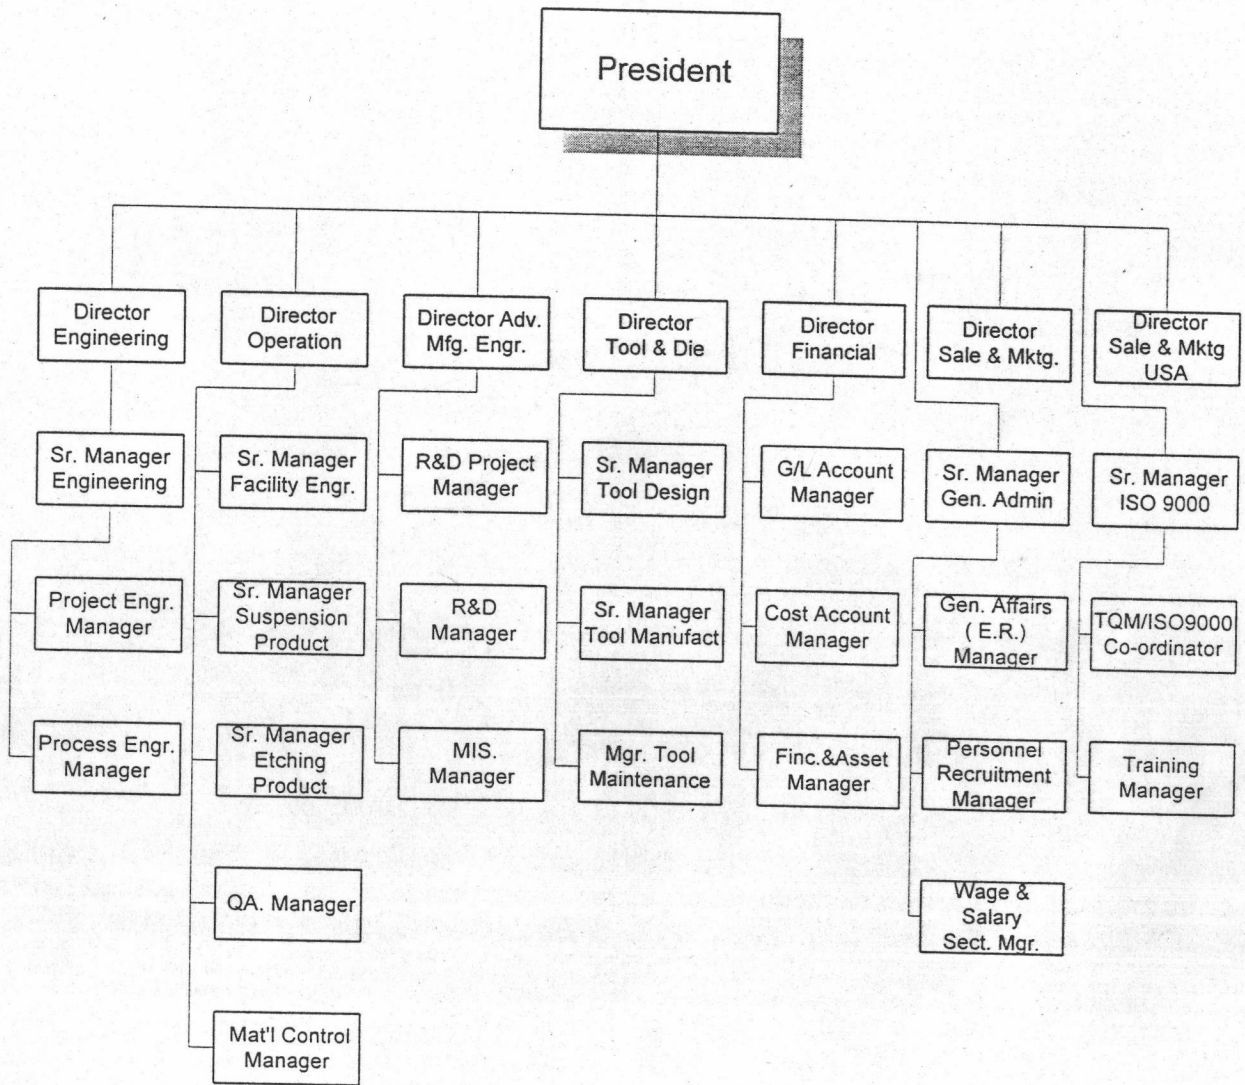 President
Director
Engineering
Director
Operation
Director Adv.
Mfg. Engr.
Director
Tool & Die
Director
Financial
Director
Sale & Mktg.
Director
Sale & Mktg
USA
Sr. Manager
Engineering
Sr. Manager
Facility Engr.
R&D Project
Manager
Sr. Manager
Tool Design
G/L Account
Manager
Sr. Manager
Gen. Admin
Sr. Manager
ISO 9000
Project Engr.
Manager
Sr. Manager
Suspension
Product
R&D
Manager
Sr. Manager
Tool Manufact
Cost Account
Manager
Gen. Affairs
( E.R.)
Manager
TQM/ISO9000
Co-ordinator
Process Engr.
Manager
Sr. Manager
Etching
Product
MIS.
Manager
Mgr. Tool
Maintenance
Finc.&Asset
Manager
Personnel
Recruitment
Manager
Training
Manager
QA. Manager
Wage &
Salary
Sect. Mgr.
Mat'l Control
Manager